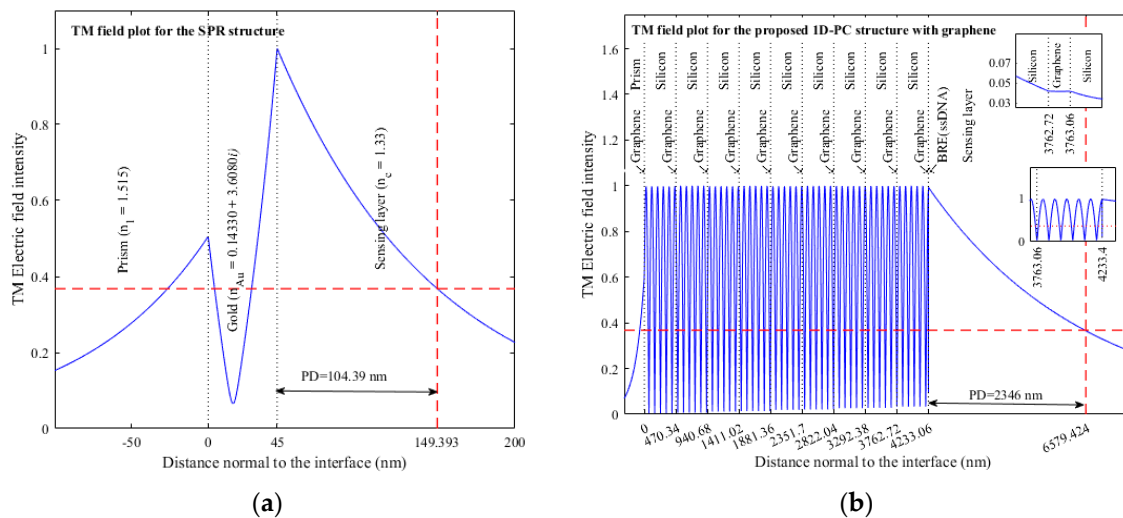 TM field plot for the SPR structure
TM Electric field intensity
1
0.8
0.6
0.4
0.2
0
Prism (n1 = 1.515)
Gold (nAu = 0.14330 + 3.6080i)
Sensing layer (nc = 1.33)
PD=104.39 nm
-50 0 45 149.393 200
Distance normal to the interface (nm)
(a)
TM field plot for the proposed 1D-PC structure with graphene
TM Electric field intensity
1.6
1.4
1.2
1
0.8
0.6
0.4
0.2
0
Prism Silicon Silicon Silicon Silicon Silicon Silicon Silicon Silicon Silicon
Graphene Graphene Graphene Graphene Graphene Graphene Graphene Graphene Graphene
BRE(ssDNA)
Sensing layer
0.07
0.05
0.03
Silicon
Graphene
Silicon
3762.72
3763.06
1
0
3763.06
4233.4
PD=2346 nm
0 470.34 940.68 1411.02 1881.36 2351.7 2822.04 3292.38 3762.72 4233.06 6579.424
Distance normal to the interface (nm)
(b)